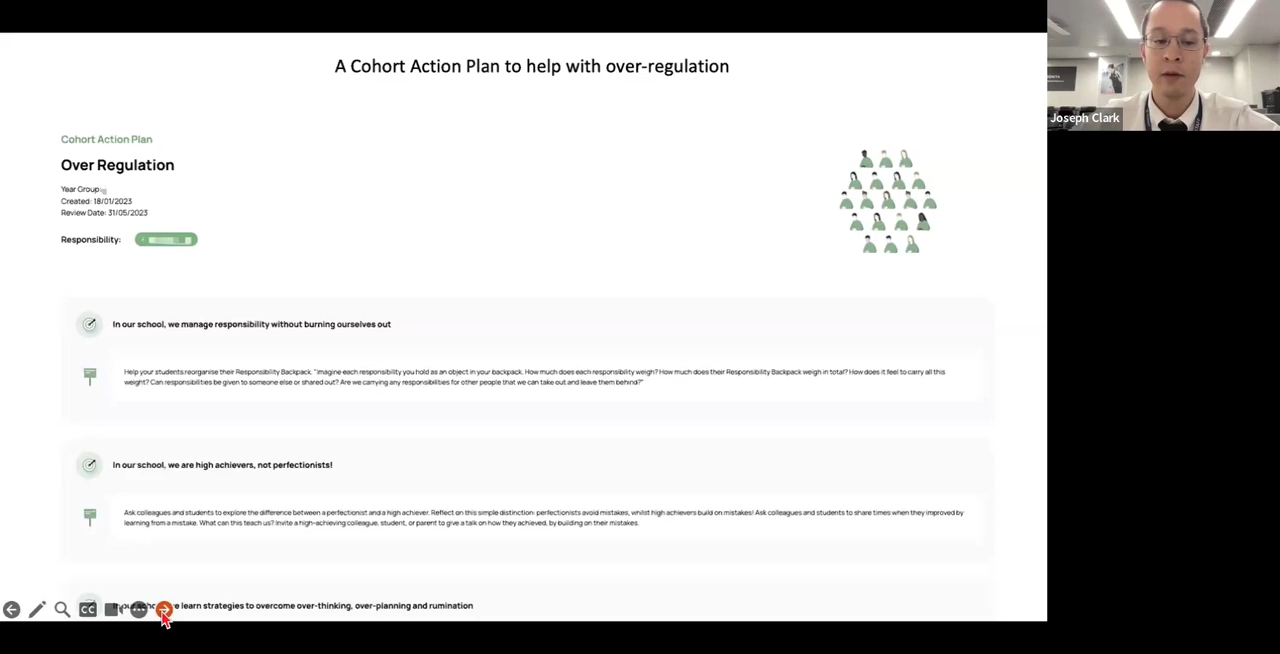 A Cohort Action Plan to help with over-regulation
Joseph Clark
Cohort Action Plan
Over Regulation
Year Group:
Created: 18/01/2023
Review Date: 31/05/2023
Responsibility:
In our school, we manage responsibility without burning ourselves out
Help your students reorganise their Responsibility Backpack. "Imagine each responsibility you hold as an object in your backpack. How much does each responsibility weigh? How much does their Responsibility Backpack weigh in total? How does it feel to carry all this
weight? Can responsibilities be given to someone else or shared out? Are we carrying any responsibilities for other people that we can take out and leave them behind?"
In our school, we are high achievers, not perfectionists!
Ask colleagues and students to explore the difference between a perfectionist and a high achiever. Reflect on this simple distinction: perfectionists avoid mistakes, whilst high achievers build on mistakes! Ask colleagues and students to share times when they improved by
learning from a mistake. What can this teach us? Invite a high-achieving colleague, student, or parent to give a talk on how they achieved, by building on their mistakes.
In our school, we learn strategies to overcome over-thinking, over-planning and rumination
CC